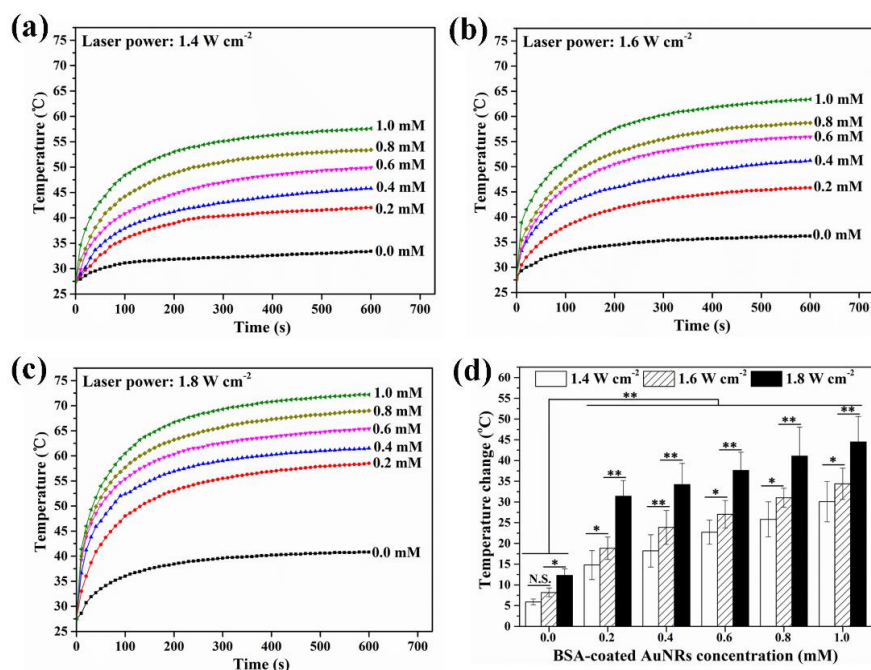 (a)
Laser power: 1.4 W cm-2
Temperature (℃)
75
70
65
60
55
50
45
40
35
30
25
1.0 mM
0.8 mM
0.6 mM
0.4 mM
0.2 mM
0.0 mM
0 100 200 300 400 500 600 700
Time (s)
(b)
Laser power: 1.6 W cm-2
Temperature (℃)
75
70
65
60
55
50
45
40
35
30
25
1.0 mM
0.8 mM
0.6 mM
0.4 mM
0.2 mM
0.0 mM
0 100 200 300 400 500 600 700
Time (s)
(c)
Laser power: 1.8 W cm-2
Temperature (℃)
75
70
65
60
55
50
45
40
35
30
25
1.0 mM
0.8 mM
0.6 mM
0.4 mM
0.2 mM
0.0 mM
0 100 200 300 400 500 600 700
Time (s)
(d)
1.4 W cm-2 1.6 W cm-2 1.8 W cm-2
Temperature change (°C)
60
55
50
45
40
35
30
25
20
15
10
5
0
**
** ** ** ** **
* ** * * *
N.S. *
0.0 0.2 0.4 0.6 0.8 1.0
BSA-coated AuNRs concentration (mM)